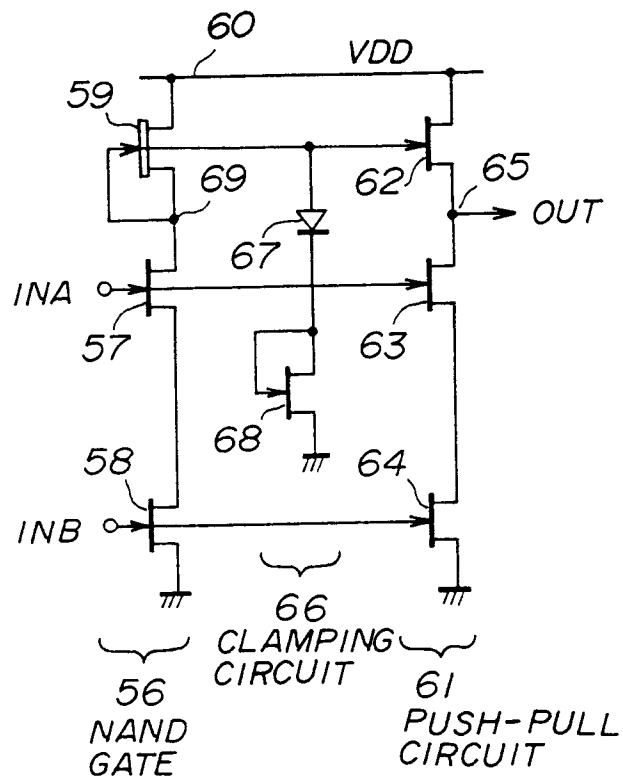 60
VDD
59
69
62
65
OUT
67
INA
57
63
68
58
64
INB
66
CLAMPING
CIRCUIT
56
NAND
GATE
61
PUSH-PULL
CIRCUIT